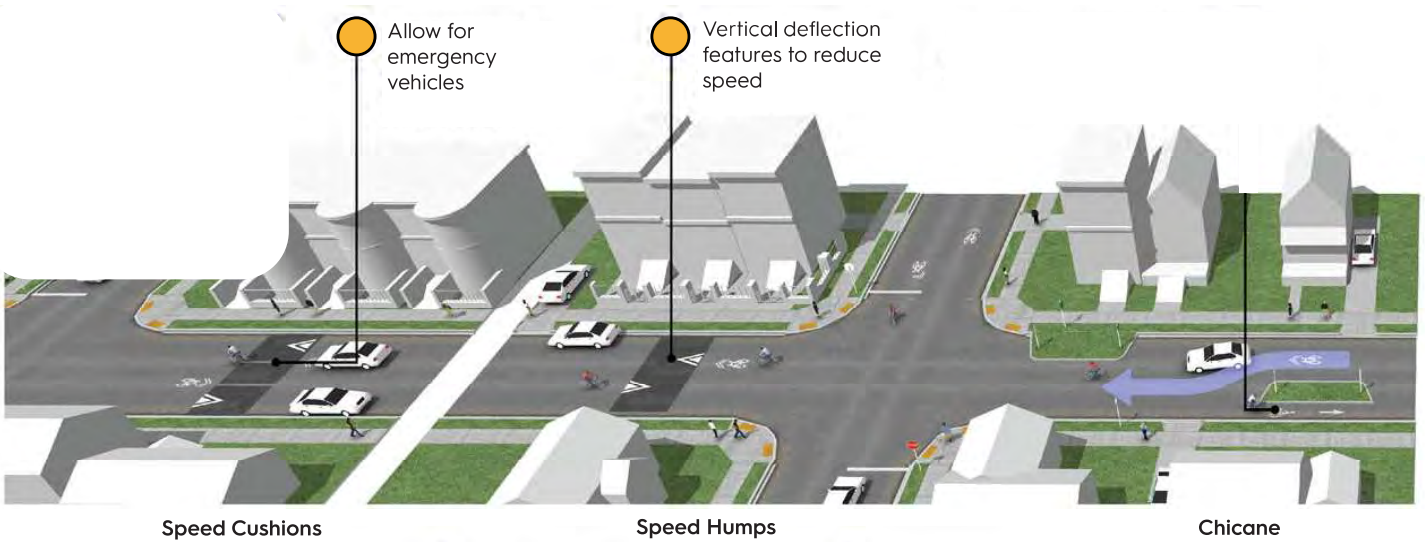 Allow for
emergency
vehicles
Vertical deflection
features to reduce
speed
Speed Cushions
Speed Humps
Chicane